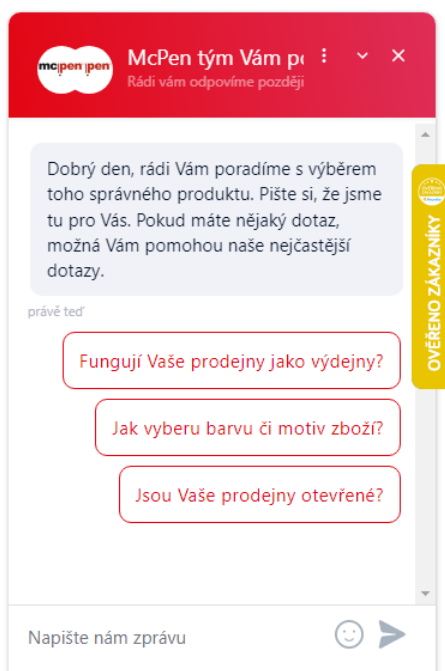 mcpen pen
McPen tým Vám po
Rádi vám odpovíme později
Dobrý den, rádi Vám poradíme s výběrem
toho správného produktu. Pište si, že jsme
tu pro Vás. Pokud máte nějaký dotaz,
možná Vám pomohou naše nejčastější
dotazy.
právě teď
Fungují Vaše prodejny jako výdejny?
Jak vyberu barvu či motiv zboží?
Jsou Vaše prodejny otevřené?
OVĚŘENO ZÁKAZNÍKY
Napište nám zprávu